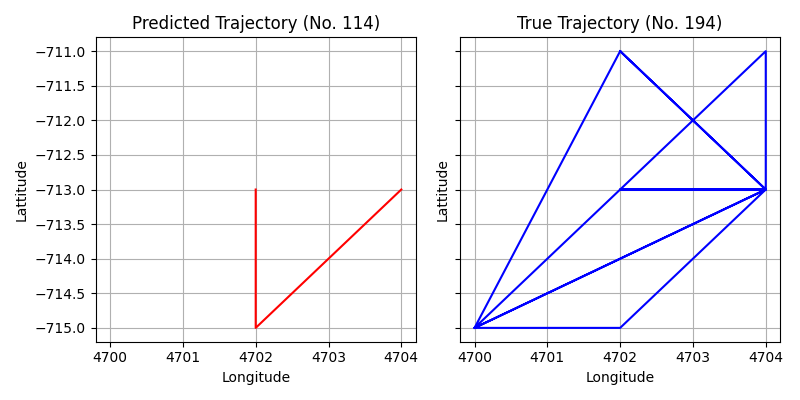 Predicted Trajectory (No. 114)
−711.0
−711.5
−712.0
−712.5
−713.0
−713.5
−714.0
−714.5
−715.0
Lattitude
4700 4701 4702 4703 4704
Longitude
True Trajectory (No. 194)
Lattitude
4700 4701 4702 4703 4704
Longitude